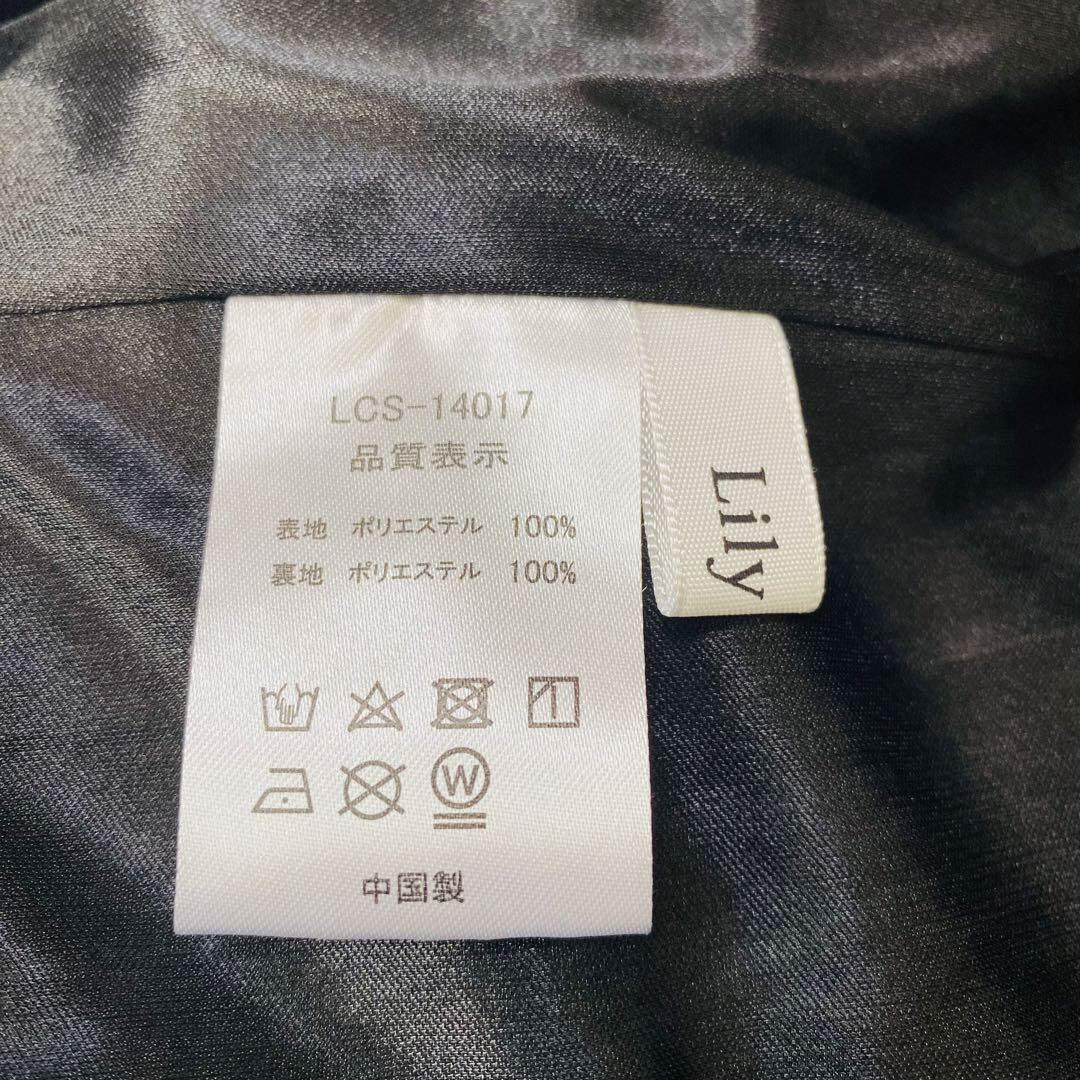 LCS-14017
品質表示
表地 ポリエステル 100%
裏地 ポリエステル 100%
W
中国製
Lily